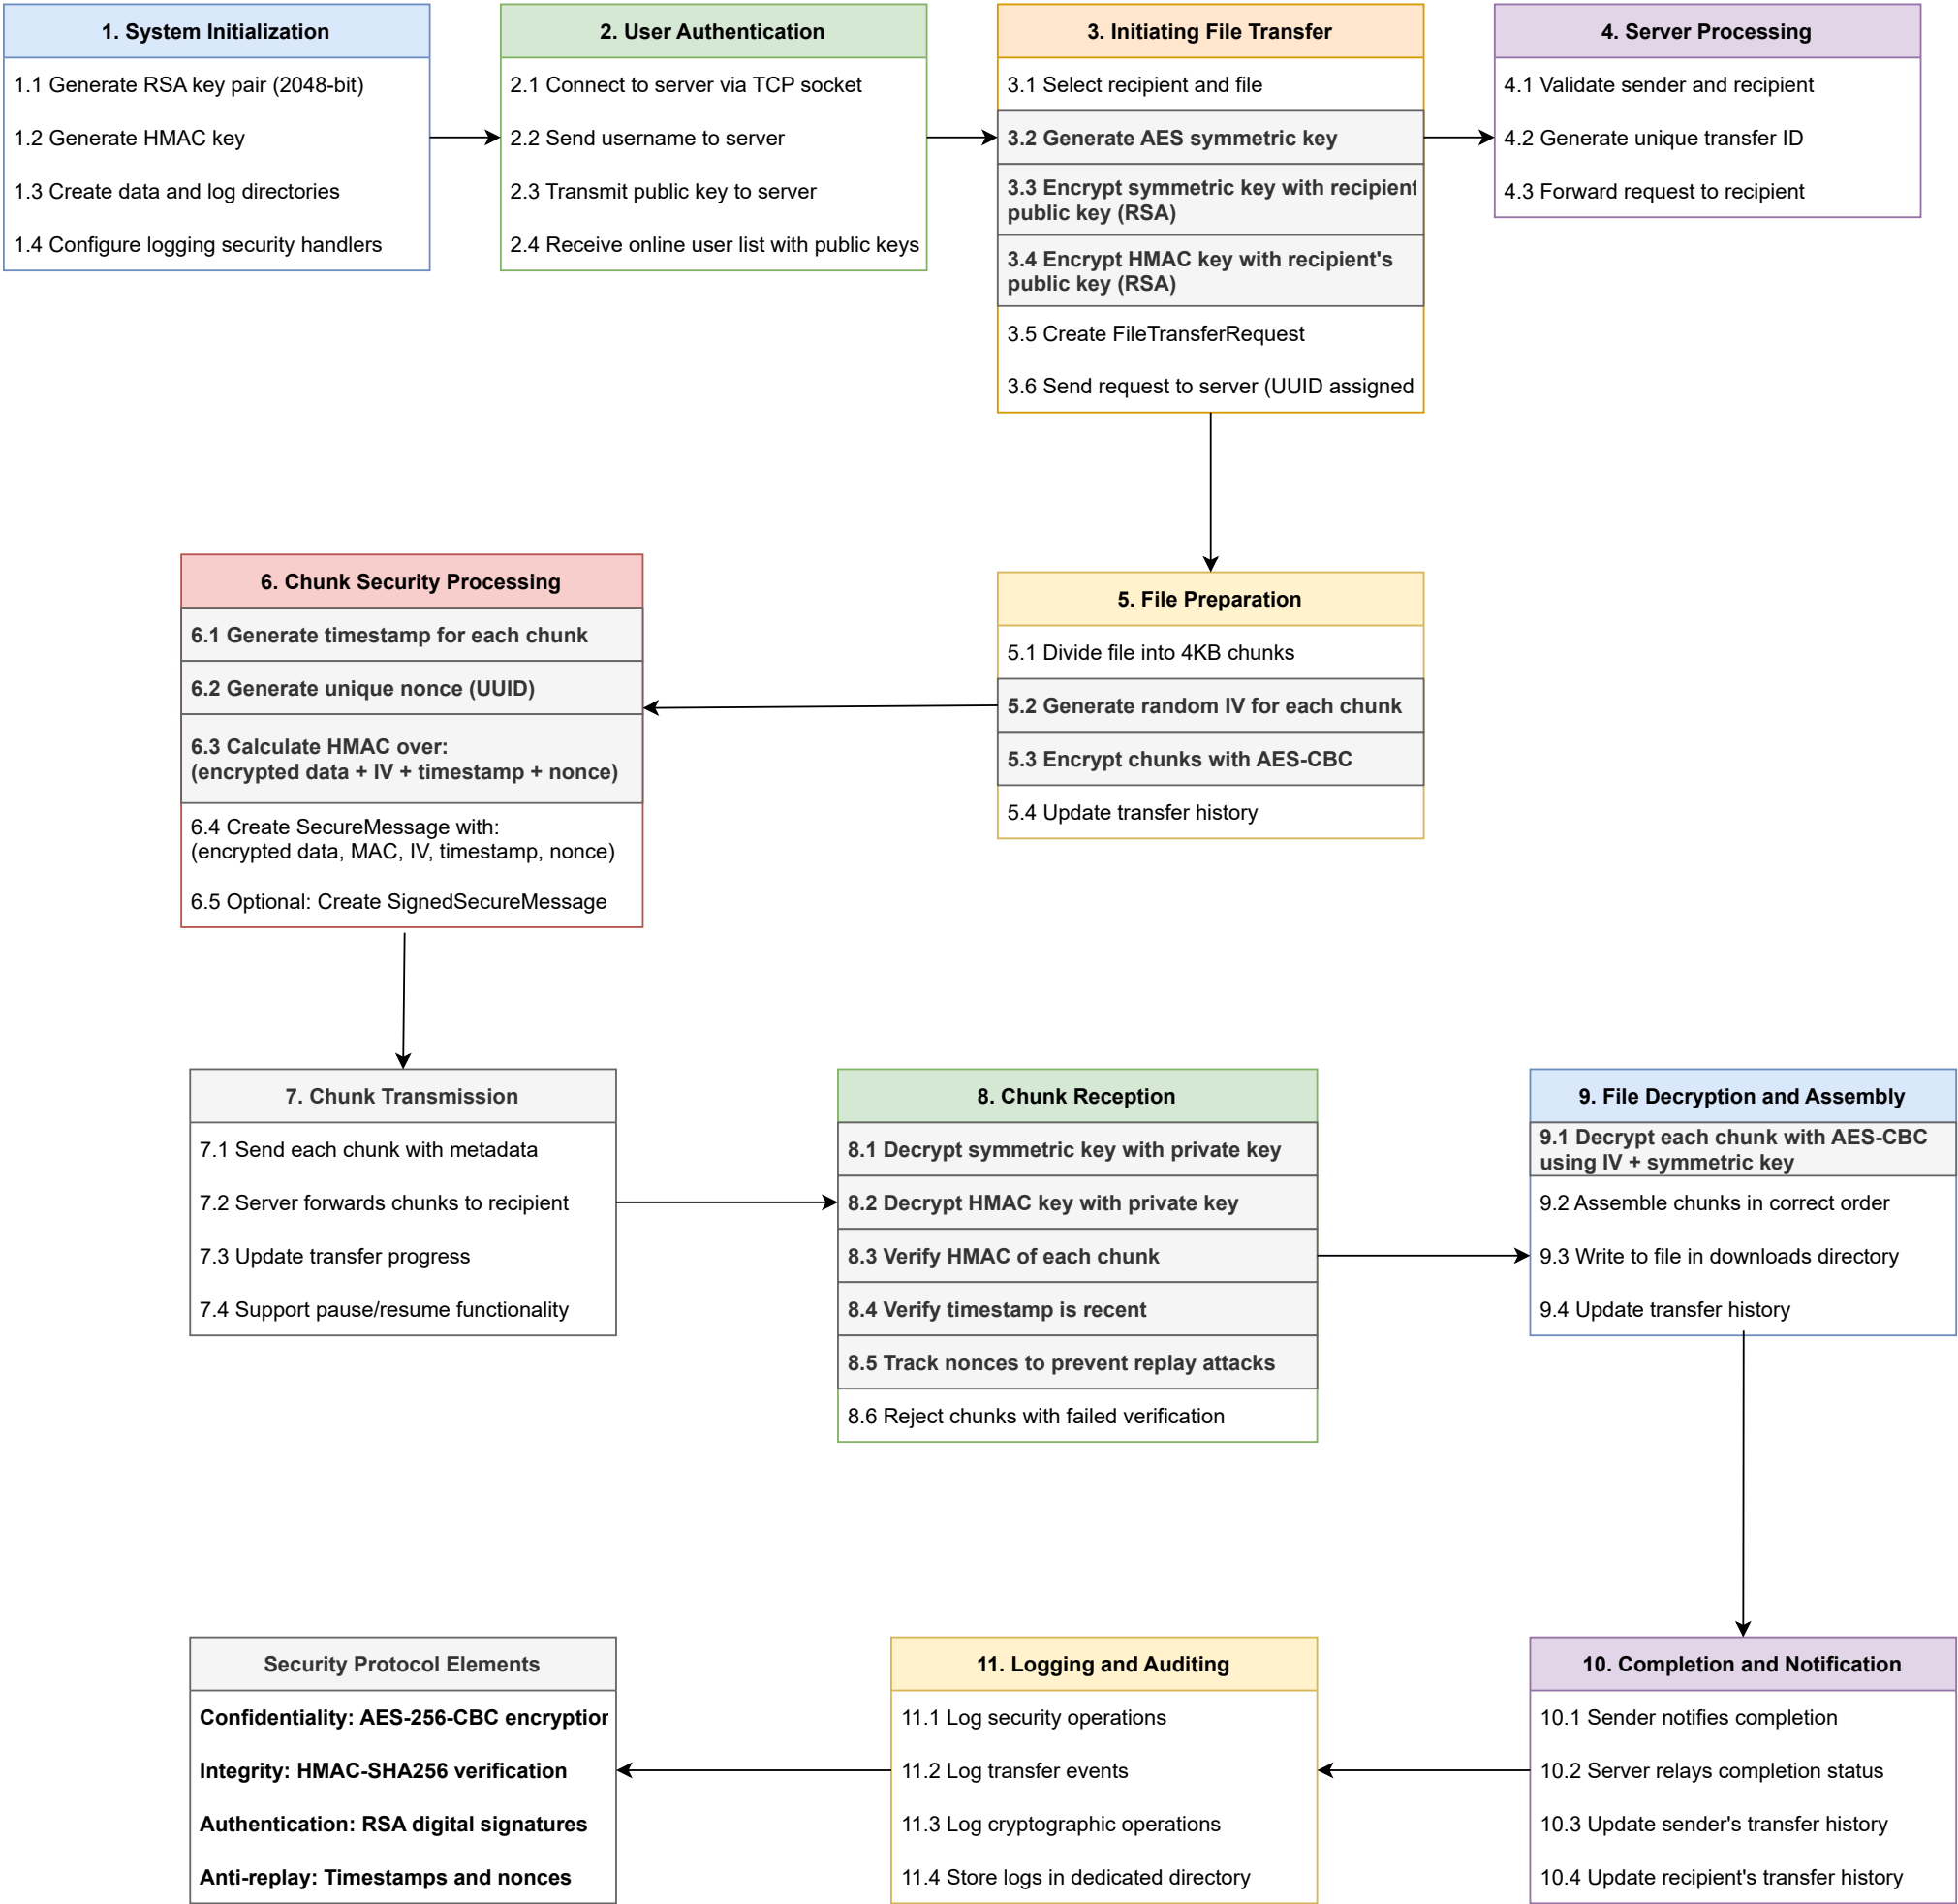 1. System Initialization
1.1 Generate RSA key pair (2048-bit)
1.2 Generate HMAC key
1.3 Create data and log directories
1.4 Configure logging security handlers
2. User Authentication
2.1 Connect to server via TCP socket
2.2 Send username to server
2.3 Transmit public key to server
2.4 Receive online user list with public keys
3. Initiating File Transfer
3.1 Select recipient and file
3.2 Generate AES symmetric key
3.3 Encrypt symmetric key with recipient
public key (RSA)
3.4 Encrypt HMAC key with recipient's
public key (RSA)
3.5 Create FileTransferRequest
3.6 Send request to server (UUID assigned
4. Server Processing
4.1 Validate sender and recipient
4.2 Generate unique transfer ID
4.3 Forward request to recipient
5. File Preparation
5.1 Divide file into 4KB chunks
5.2 Generate random IV for each chunk
5.3 Encrypt chunks with AES-CBC
5.4 Update transfer history
6. Chunk Security Processing
6.1 Generate timestamp for each chunk
6.2 Generate unique nonce (UUID)
6.3 Calculate HMAC over:
(encrypted data + IV + timestamp + nonce)
6.4 Create SecureMessage with:
(encrypted data, MAC, IV, timestamp, nonce)
6.5 Optional: Create SignedSecureMessage
7. Chunk Transmission
7.1 Send each chunk with metadata
7.2 Server forwards chunks to recipient
7.3 Update transfer progress
7.4 Support pause/resume functionality
8. Chunk Reception
8.1 Decrypt symmetric key with private key
8.2 Decrypt HMAC key with private key
8.3 Verify HMAC of each chunk
8.4 Verify timestamp is recent
8.5 Track nonces to prevent replay attacks
8.6 Reject chunks with failed verification
9. File Decryption and Assembly
9.1 Decrypt each chunk with AES-CBC
using IV + symmetric key
9.2 Assemble chunks in correct order
9.3 Write to file in downloads directory
9.4 Update transfer history
10. Completion and Notification
10.1 Sender notifies completion
10.2 Server relays completion status
10.3 Update sender's transfer history
10.4 Update recipient's transfer history
11. Logging and Auditing
11.1 Log security operations
11.2 Log transfer events
11.3 Log cryptographic operations
11.4 Store logs in dedicated directory
Security Protocol Elements
Confidentiality: AES-256-CBC encryption
Integrity: HMAC-SHA256 verification
Authentication: RSA digital signatures
Anti-replay: Timestamps and nonces